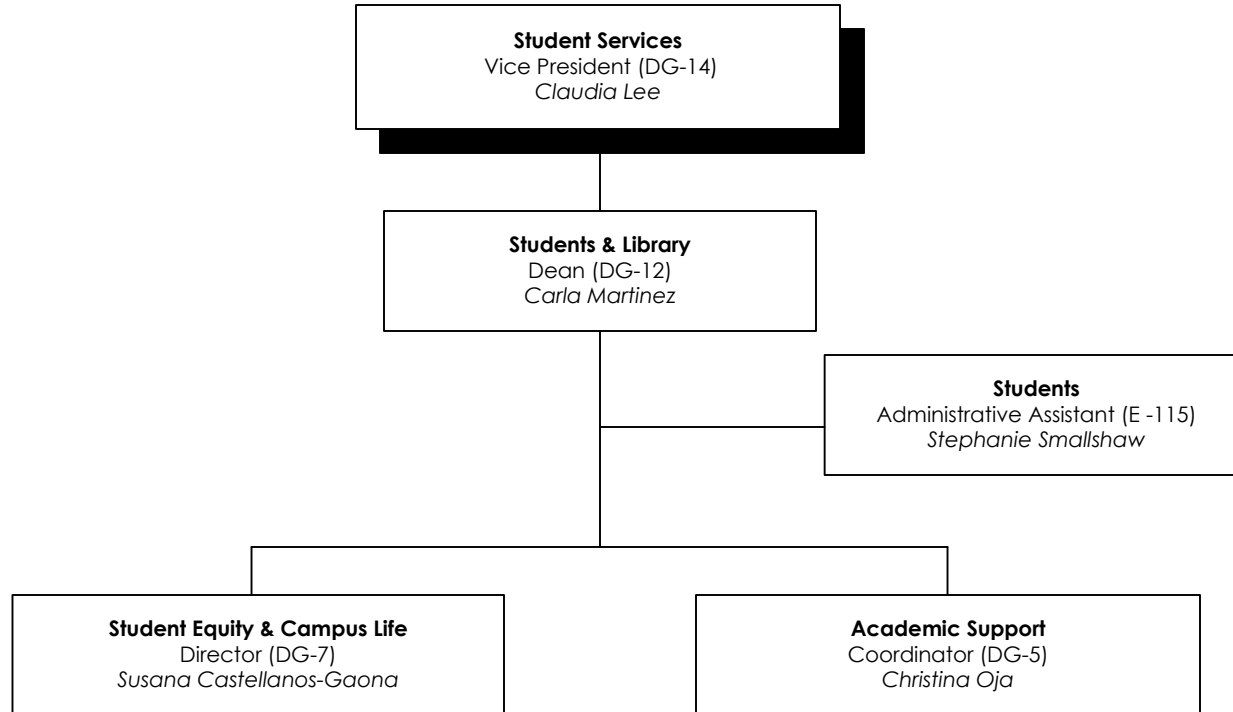 Student Services
Vice President (DG-14)
Claudia Lee
Students & Library
Dean (DG-12)
Carla Martinez
Students
Administrative Assistant (E -115)
Stephanie Smallshaw
Student Equity & Campus Life
Director (DG-7)
Susana Castellanos-Gaona
Academic Support
Coordinator (DG-5)
Christina Oja